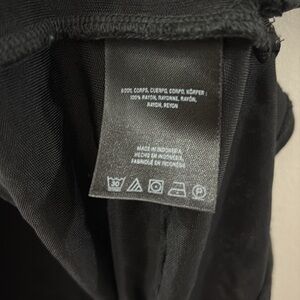 BODY, CORPS, CUERPO, CORPO, KÖRPER :
100% RAYON, RAYONNE, RAYÓN,
RAYON, REYON
MADE IN INDONESIA
HECHO EN INDONESIA
FABRIQUÉ EN INDONÉSIE
30
P